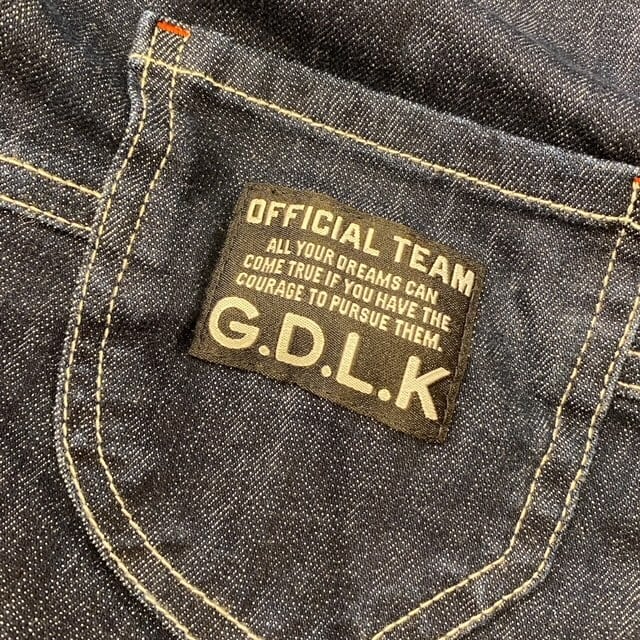 OFFICIAL TEAM
ALL YOUR DREAMS CAN
COME TRUE IF YOU HAVE THE
COURAGE TO PURSUE THEM.
G.D.L.K